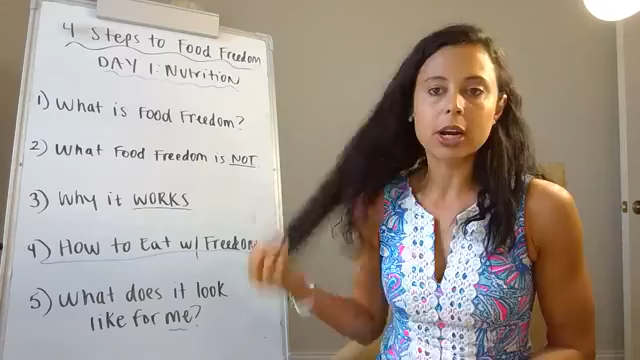 4 Steps to Food Freedom
DAY 1: Nutrition
1) What is Food Freedom?
2) What Food Freedom is NOT
3) Why it WORKS
4) How to Eat w/ Freedom
5) What does it look
like for me?